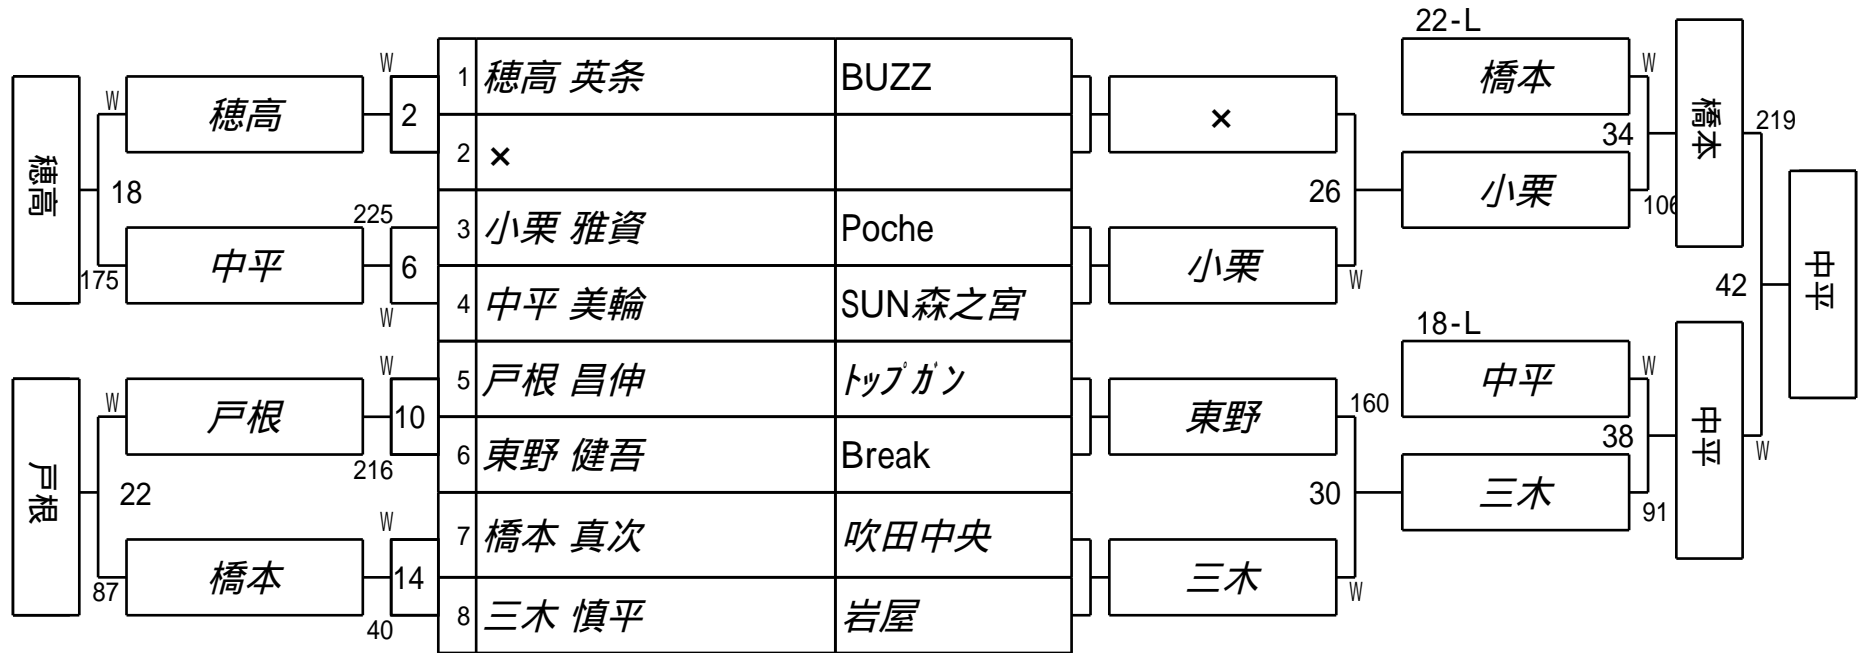 22-L
W
1 穂高 英条 BUZZ
橋本
W
W
穂高
2
×
橋本
219
34
2 ×
穂高
18
26
小栗
106
225
3 小栗 雅資 Poche
175
中平
6
小栗
W
中平
42
4 中平 美輪 SUN森之宮
W
18-L
W
5 戸根 昌伸 トップガン
中平
W
W
戸根
10
東野
160
38
中平
W
216
6 東野 健吾 Break
戸根
22
30
三木
91
W
7 橋本 真次 吹田中央
87
橋本
14
三木
W
40
8 三木 慎平 岩屋